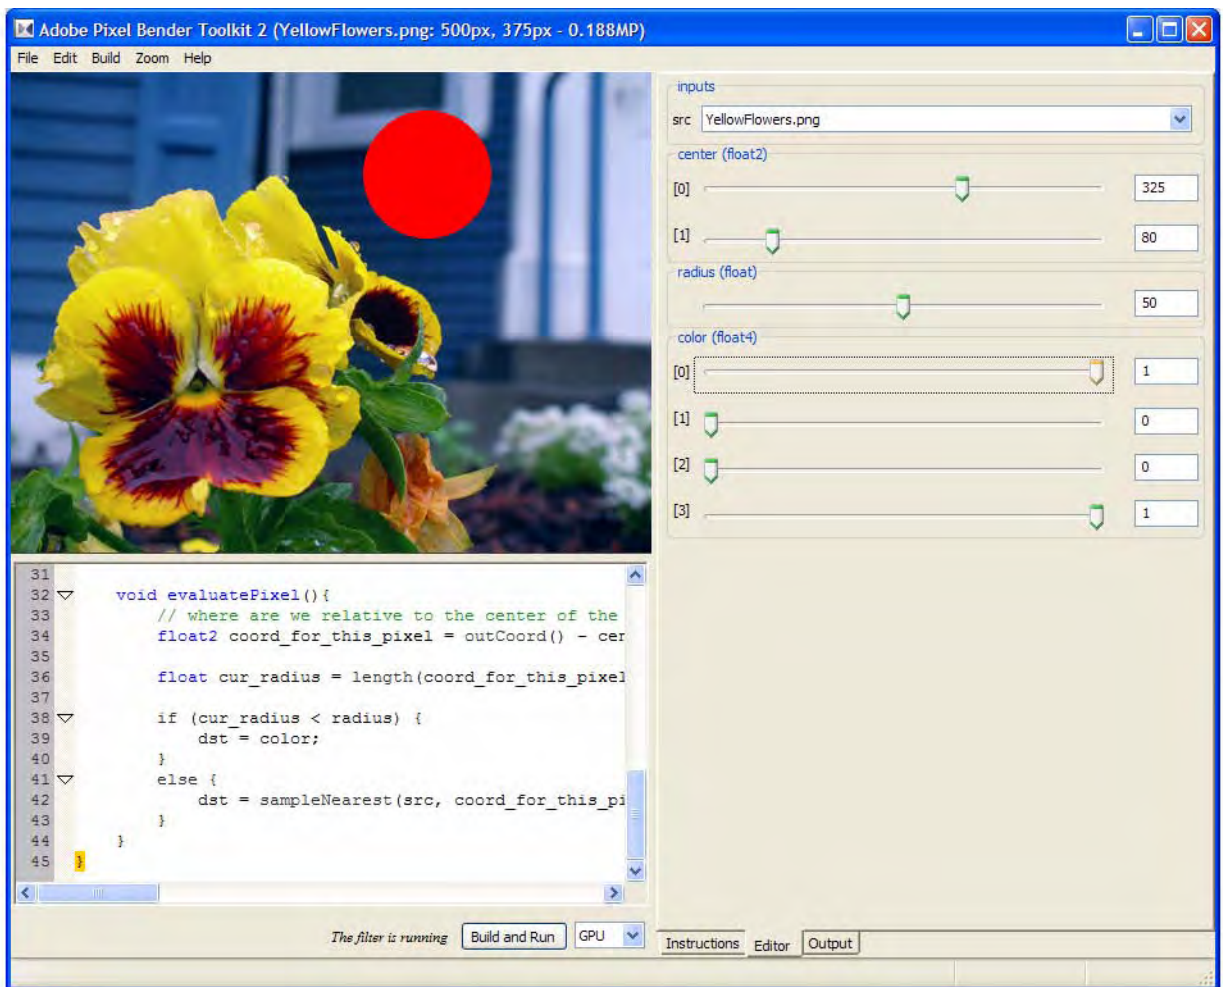 Adobe Pixel Bender Toolkit 2 (YellowFlowers.png: 500px, 375px - 0.188MP)
File Edit Build Zoom Help
inputs
src YellowFlowers.png
center (float2)
[0] 325
[1] 80
radius (float)
50
color (float4)
[0] 1
[1] 0
[2] 0
[3] 1
31
32 void evaluatePixel(){
33 // where are we relative to the center of the
34 float2 coord_for_this_pixel = outCoord() - cer
35
36 float cur_radius = length(coord_for_this_pixel
37
38 if (cur_radius < radius) {
39 dst = color;
40 }
41 else {
42 dst = sampleNearest(src, coord_for_this_pi
43 }
44 }
45 }
The filter is running Build and Run GPU
Instructions Editor Output